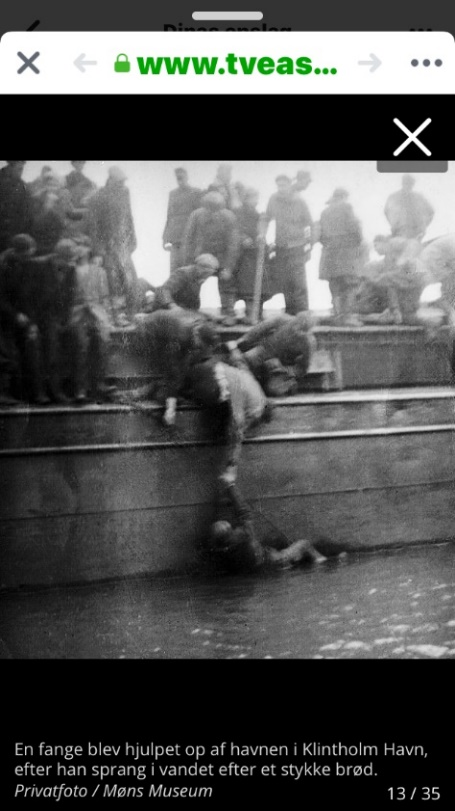 www.tveas...
En fange blev hjulpet op af havnen i Klintholm Havn,
efter han sprang i vandet efter et stykke brød.
Privatfoto / Møns Museum
13 / 35